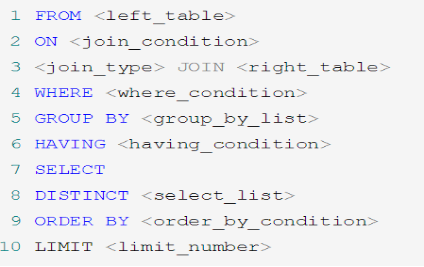 1 FROM <left_table>
2 ON <join_condition>
3 <join_type> JOIN <right_table>
4 WHERE <where_condition>
5 GROUP BY <group_by_list>
6 HAVING <having_condition>
7 SELECT
8 DISTINCT <select_list>
9 ORDER BY <order_by_condition>
10 LIMIT <limit_number>